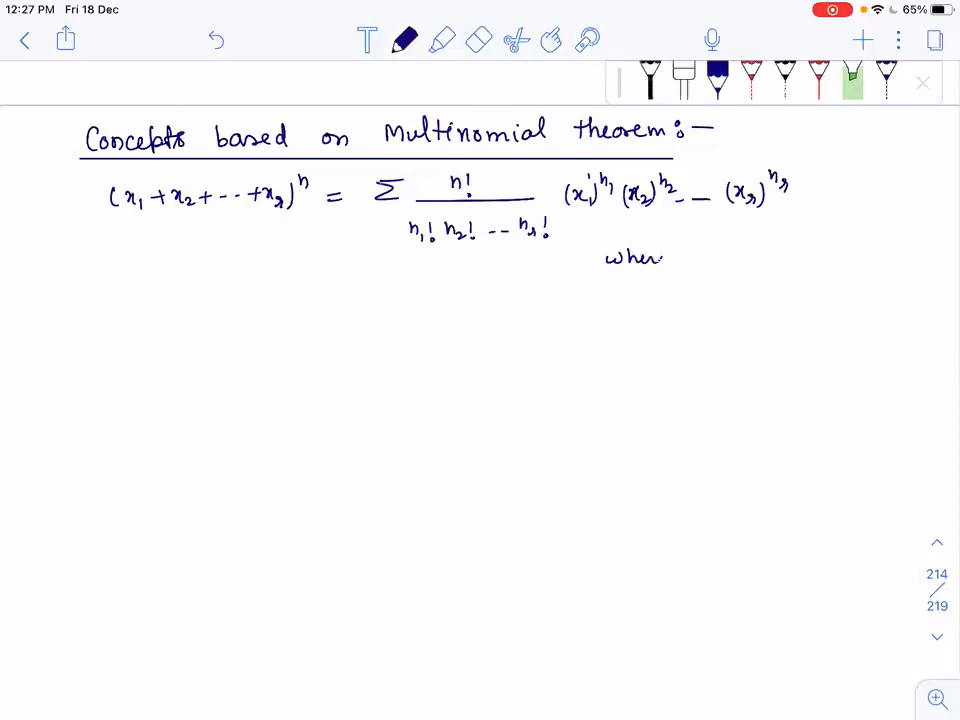 12:27 PM Fri 18 Dec 65%
T
Concepts based on Multinomial theorem:-
(x₁ + x₂ + -- + xᵣ)ⁿ = Σ n! / (n₁! n₂! -- nᵣ!) (x₁)ⁿ¹ (x₂)ⁿ² -- (xᵣ)ⁿʳ
wher
214
/
219